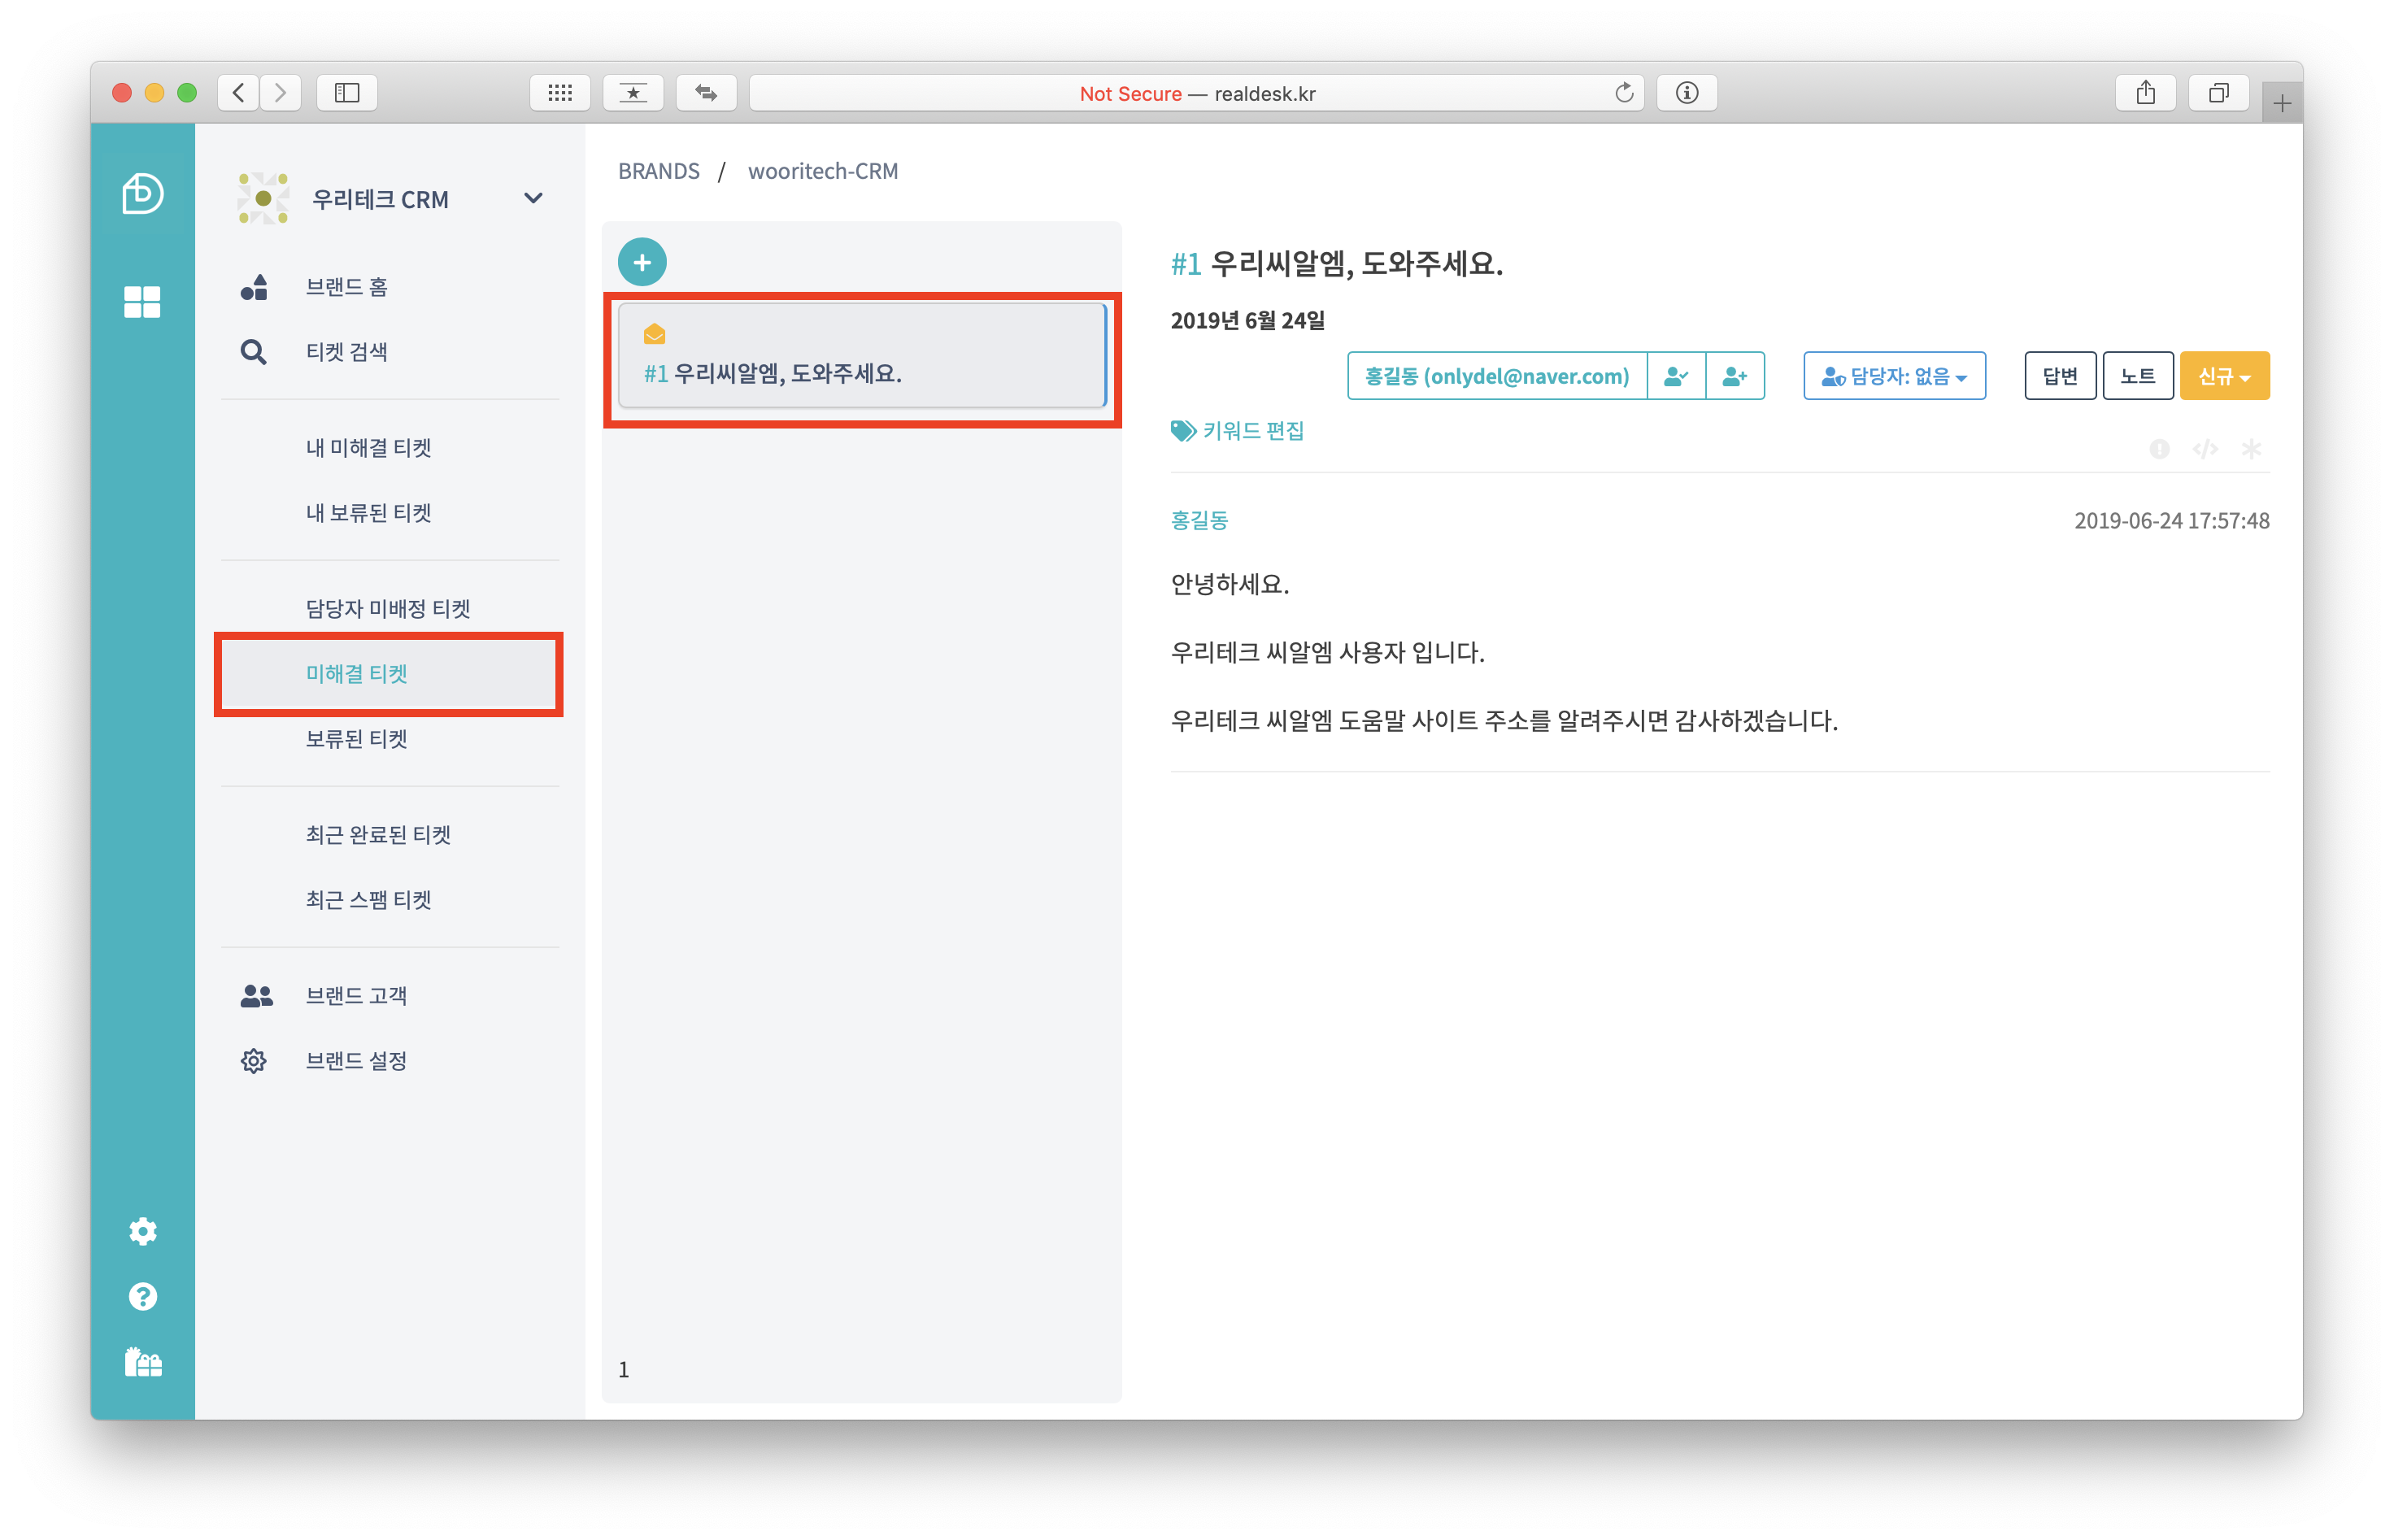 Not Secure — realdesk.kr
우리테크 CRM
브랜드 홈
티켓 검색
내 미해결 티켓
내 보류된 티켓
담당자 미배정 티켓
미해결 티켓
보류된 티켓
최근 완료된 티켓
최근 스팸 티켓
브랜드 고객
브랜드 설정
BRANDS / wooritech-CRM
#1 우리씨알엠, 도와주세요.
1
#1 우리씨알엠, 도와주세요.
2019년 6월 24일
홍길동 (onlydel@naver.com)
담당자: 없음
답변
노트
신규
키워드 편집
홍길동
2019-06-24 17:57:48
안녕하세요.
우리테크 씨알엠 사용자 입니다.
우리테크 씨알엠 도움말 사이트 주소를 알려주시면 감사하겠습니다.